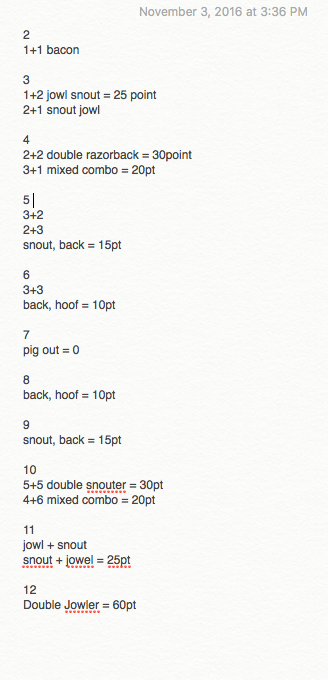 November 3, 2016 at 3:36 PM
2
1+1 bacon
3
1+2 jowl snout = 25 point
2+1 snout jowl
4
2+2 double razorback = 30point
3+1 mixed combo = 20pt
5
3+2
2+3
snout, back = 15pt
6
3+3
back, hoof = 10pt
7
pig out = 0
8
back, hoof = 10pt
9
snout, back = 15pt
10
5+5 double snouter = 30pt
4+6 mixed combo = 20pt
11
jowl + snout
snout + jowel = 25pt
12
Double Jowler = 60pt